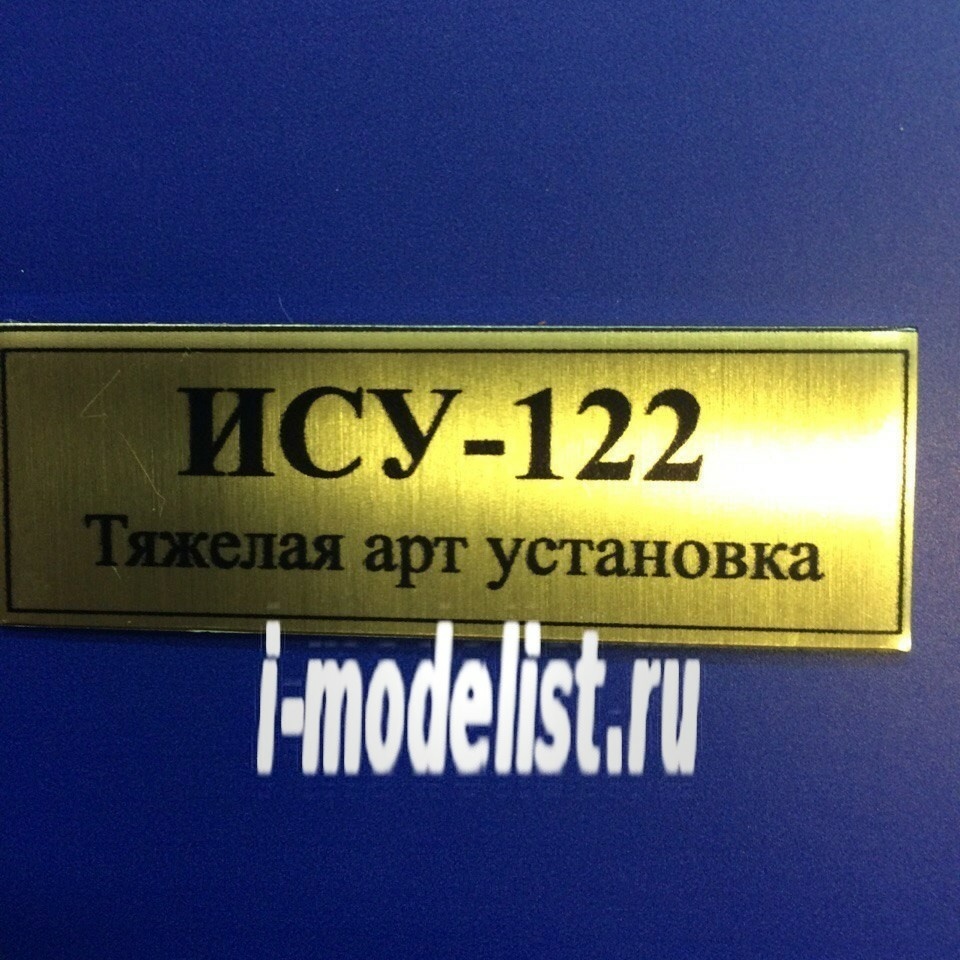 ИСУ-122
Тяжелая арт установка
i-modelist.ru